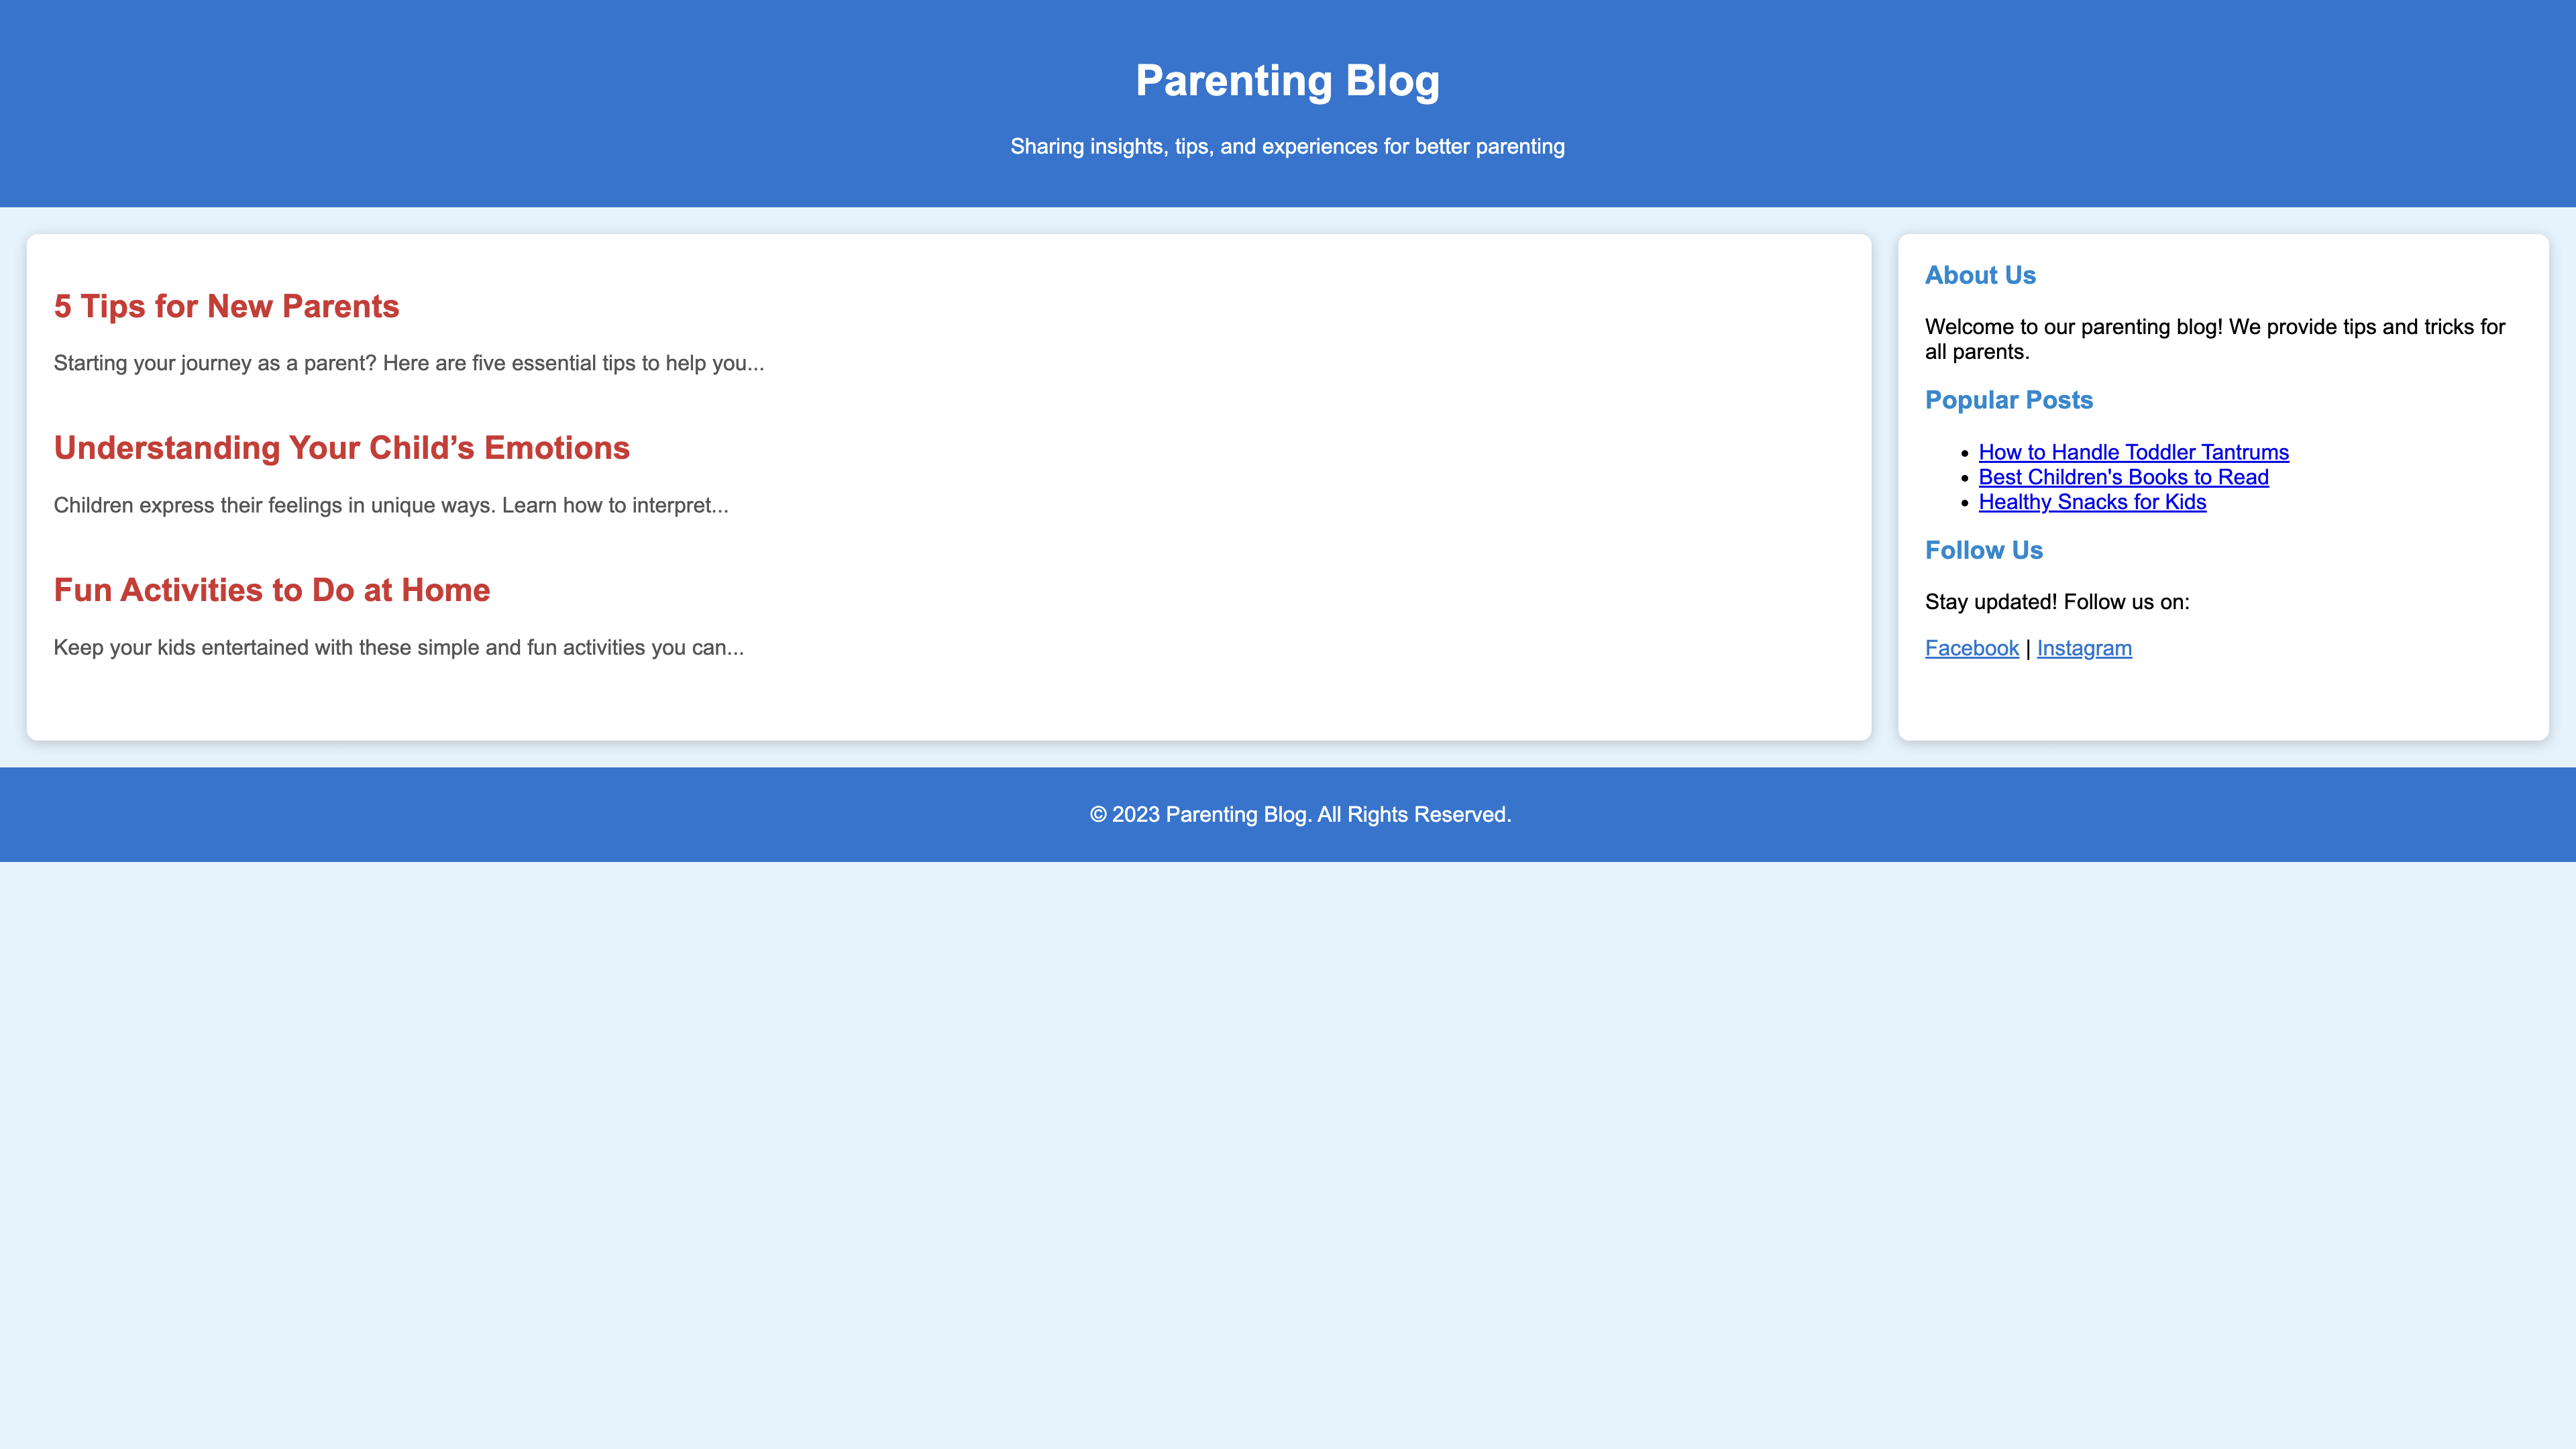 Parenting Blog
Sharing insights, tips, and experiences for better parenting
5 Tips for New Parents
Starting your journey as a parent? Here are five essential tips to help you...
Understanding Your Child’s Emotions
Children express their feelings in unique ways. Learn how to interpret...
Fun Activities to Do at Home
Keep your kids entertained with these simple and fun activities you can...
About Us
Welcome to our parenting blog! We provide tips and tricks for
all parents.
Popular Posts
• How to Handle Toddler Tantrums
• Best Children's Books to Read
• Healthy Snacks for Kids
Follow Us
Stay updated! Follow us on:
Facebook | Instagram
© 2023 Parenting Blog. All Rights Reserved.